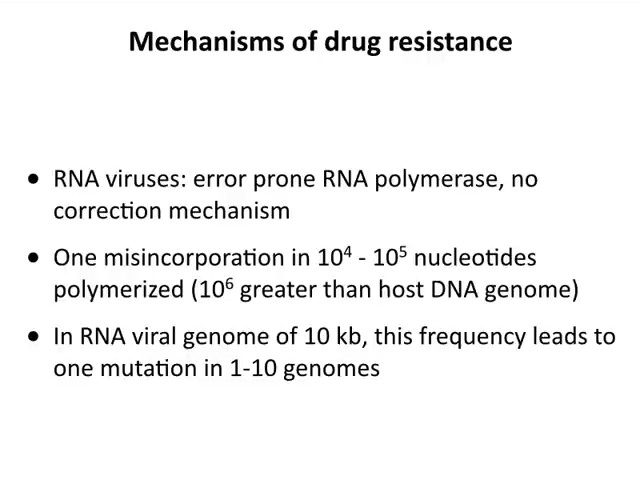 Mechanisms of drug resistance
● RNA viruses: error prone RNA polymerase, no
correction mechanism
● One misincorporation in 10⁴ - 10⁵ nucleotides
polymerized (10⁶ greater than host DNA genome)
● In RNA viral genome of 10 kb, this frequency leads to
one mutation in 1-10 genomes